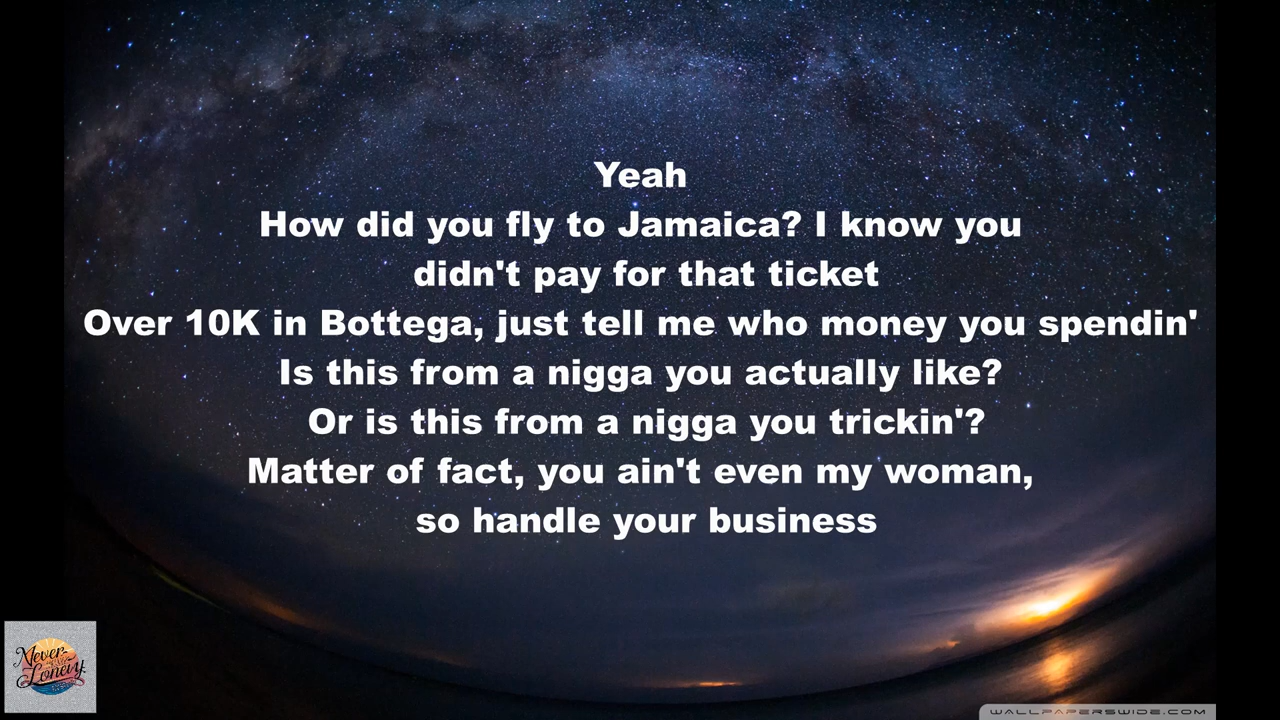 Yeah
How did you fly to Jamaica? I know you
didn't pay for that ticket
Over 10K in Bottega, just tell me who money you spendin'
Is this from a nigga you actually like?
Or is this from a nigga you trickin'?
Matter of fact, you ain't even my woman,
so handle your business
Never
Lonely
WALLPAPERSWIDE.COM